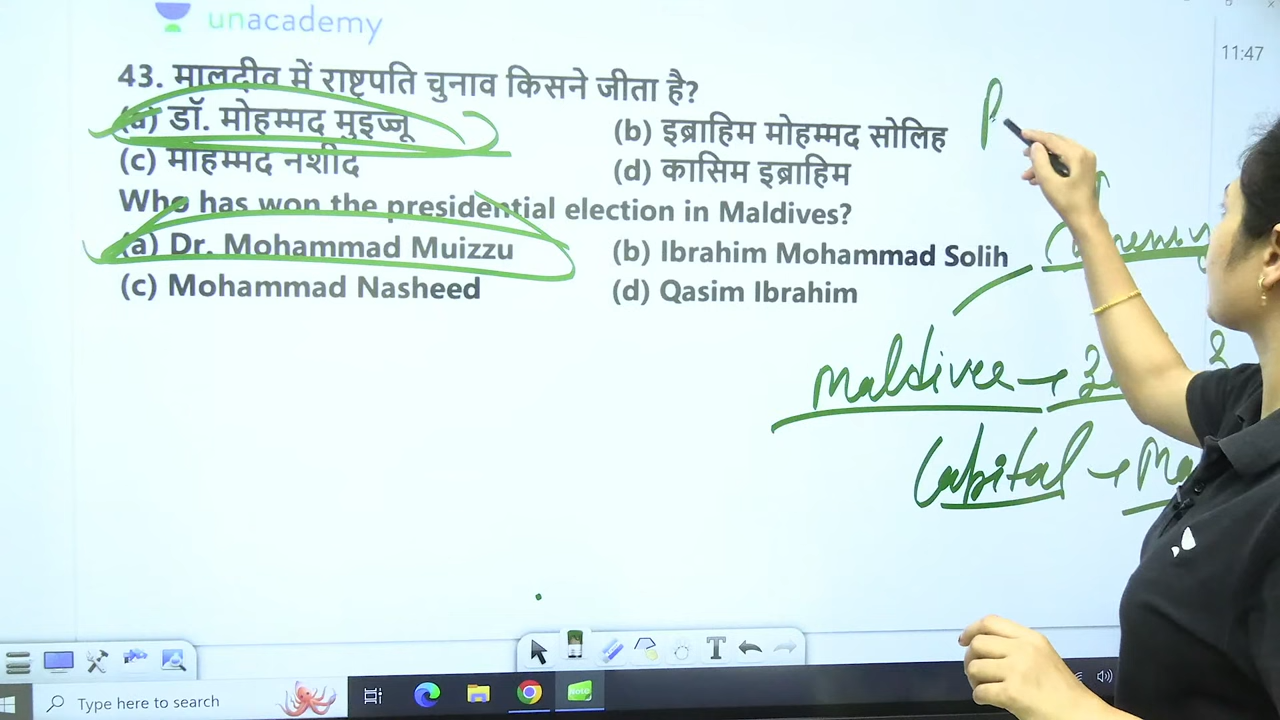 unacademy
11:47
43. मालदीव में राष्ट्रपति चुनाव किसने जीता है?
(a) डॉ. मोहम्मद मुइज्जू (b) इब्राहिम मोहम्मद सोलिह
(c) मोहम्मद नशीद (d) कासिम इब्राहिम
Who has won the presidential election in Maldives?
(a) Dr. Mohammad Muizzu (b) Ibrahim Mohammad Solih
(c) Mohammad Nasheed (d) Qasim Ibrahim
P
maldives →
Capital → Ma
Type here to search